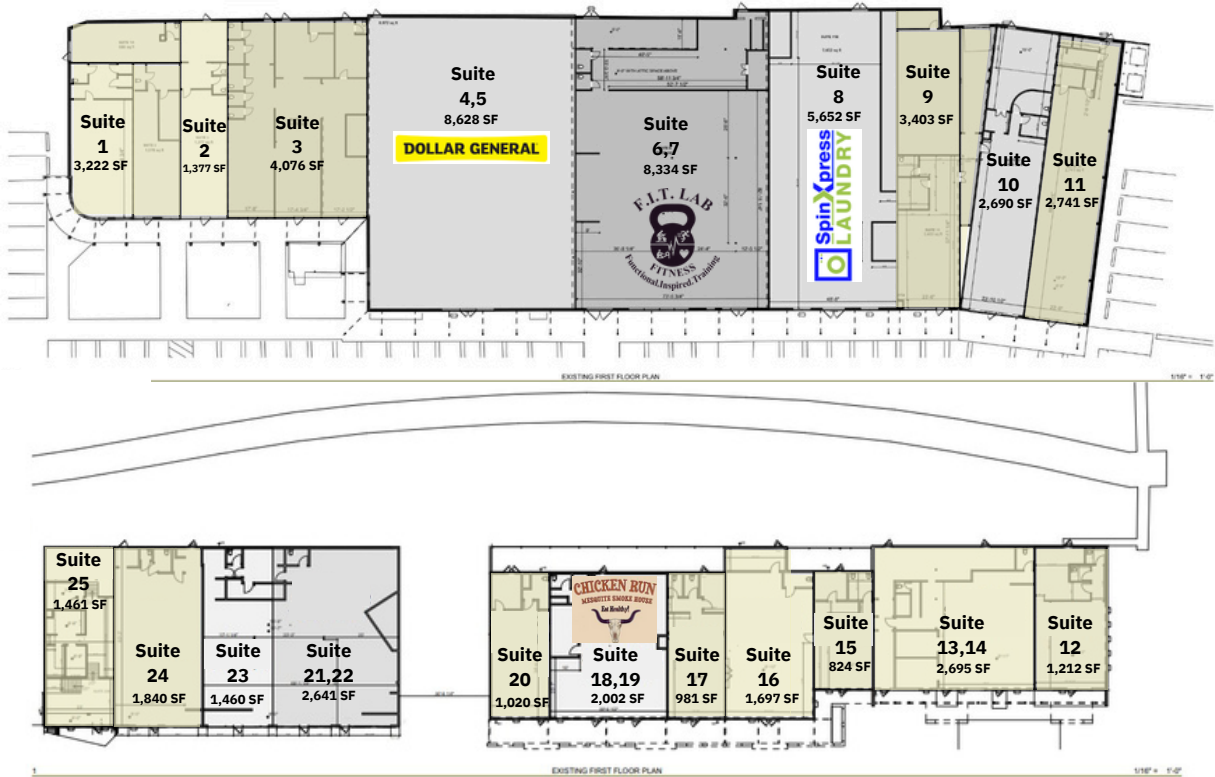 Suite
1
3,222 SF
Suite
2
1,377 SF
Suite
3
4,076 SF
Suite
4,5
8,628 SF
DOLLAR GENERAL
Suite
6,7
8,334 SF
F.I.T. LAB
FITNESS
Functional.Inspired.Training
Suite
8
5,652 SF
SpinXpress
LAUNDRY
Suite
9
3,403 SF
Suite
10
2,690 SF
Suite
11
2,741 SF
EXISTING FIRST FLOOR PLAN
1/16" = 1'-0"
Suite
25
1,461 SF
Suite
24
1,840 SF
Suite
23
1,460 SF
Suite
21,22
2,641 SF
Suite
20
1,020 SF
CHICKEN RUN
MESQUITE SMOKE HOUSE
Eat Healthy!
Suite
18,19
2,002 SF
Suite
17
981 SF
Suite
16
1,697 SF
Suite
15
824 SF
Suite
13,14
2,695 SF
Suite
12
1,212 SF
1
EXISTING FIRST FLOOR PLAN
1/16" = 1'-0"